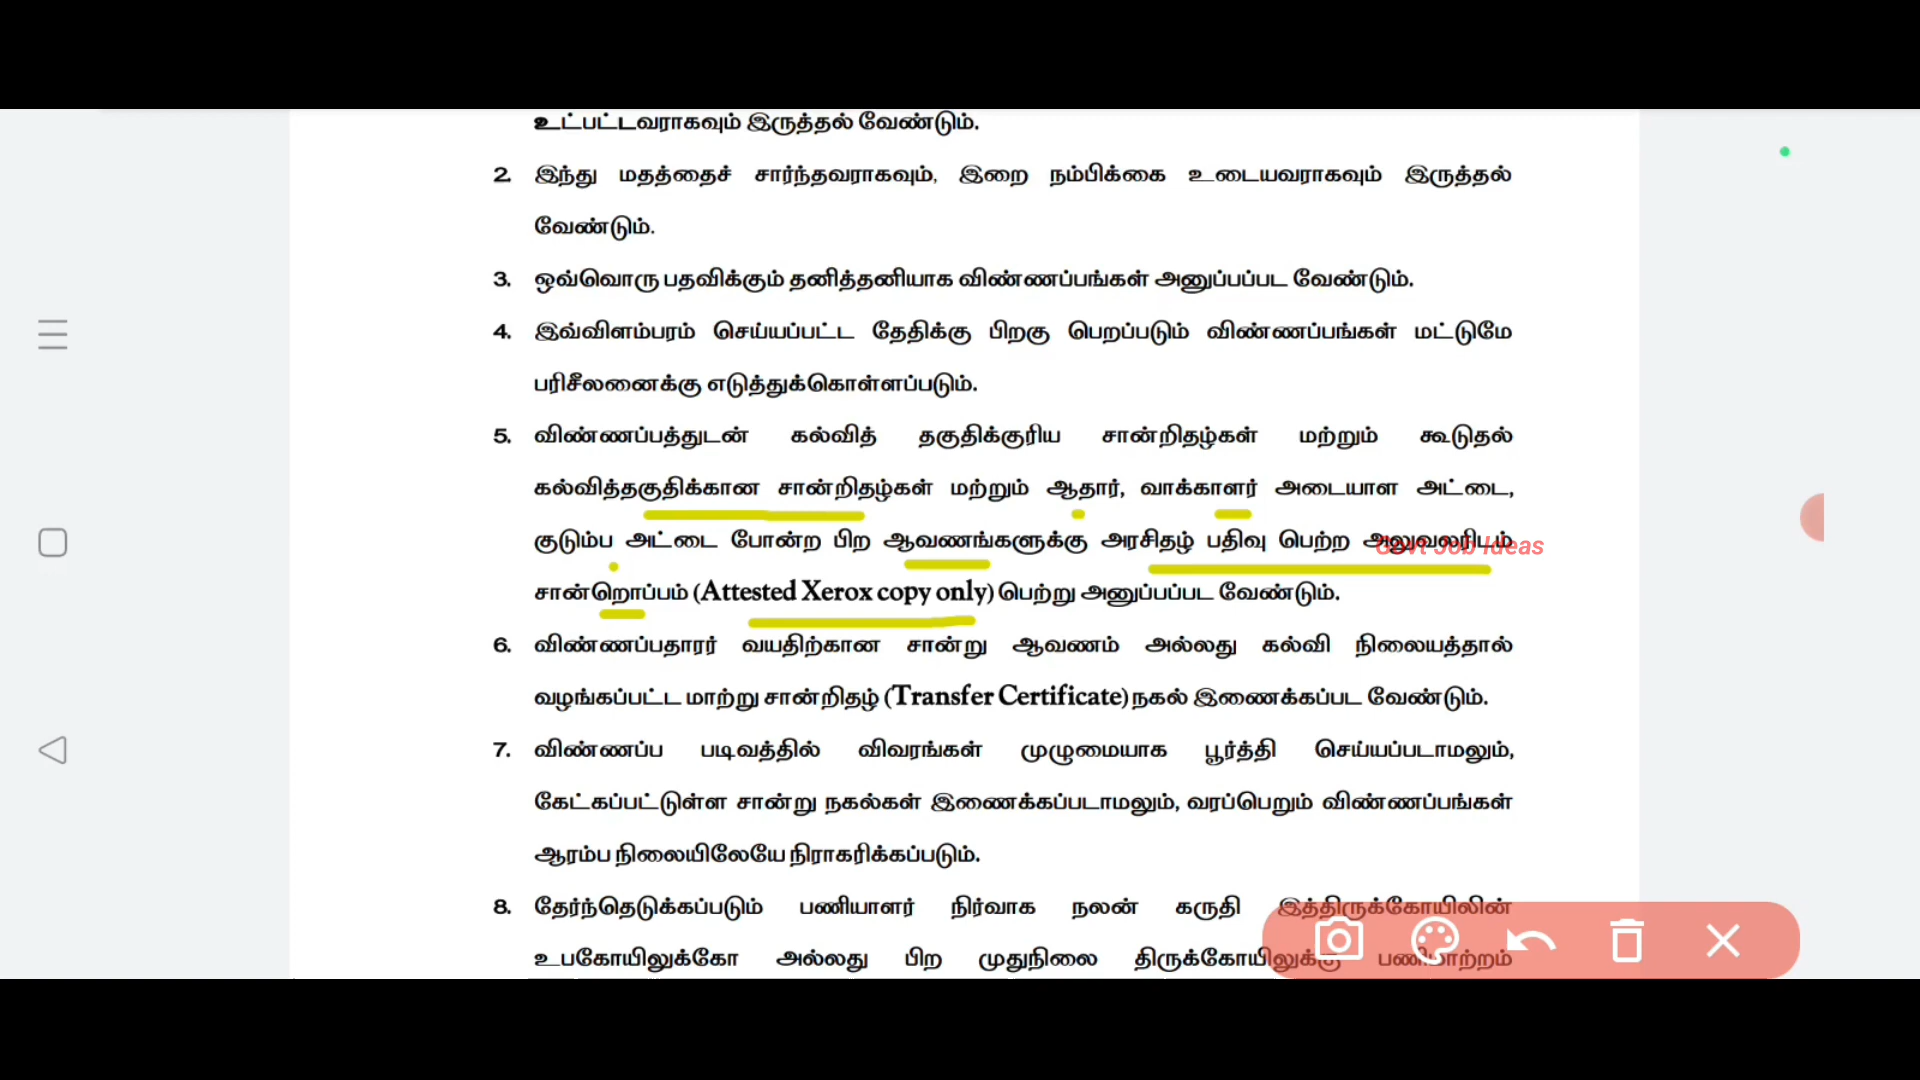 உட்பட்டவராகவும் இருத்தல் வேண்டும்.
2. இந்து மதத்தைச் சார்ந்தவராகவும், இறை நம்பிக்கை உடையவராகவும் இருத்தல்
வேண்டும்.
3. ஒவ்வொரு பதவிக்கும் தனித்தனியாக விண்ணப்பங்கள் அனுப்பப்பட வேண்டும்.
4. இவ்விளம்பரம் செய்யப்பட்ட தேதிக்கு பிறகு பெறப்படும் விண்ணப்பங்கள் மட்டுமே
பரிசீலனைக்கு எடுத்துக்கொள்ளப்படும்.
5. விண்ணப்பத்துடன் கல்வித் தகுதிக்குரிய சான்றிதழ்கள் மற்றும் கூடுதல்
கல்வித்தகுதிக்கான சான்றிதழ்கள் மற்றும் ஆதார், வாக்காளர் அடையாள அட்டை,
குடும்ப அட்டை போன்ற பிற ஆவணங்களுக்கு அரசிதழ் பதிவு பெற்ற அலுவலரிடம்
Govt Job Ideas
சான்றொப்பம் (Attested Xerox copy only) பெற்று அனுப்பப்பட வேண்டும்.
6. விண்ணப்பதாரர் வயதிற்கான சான்று ஆவணம் அல்லது கல்வி நிலையத்தால்
வழங்கப்பட்ட மாற்று சான்றிதழ் (Transfer Certificate) நகல் இணைக்கப்பட வேண்டும்.
7. விண்ணப்ப படிவத்தில் விவரங்கள் முழுமையாக பூர்த்தி செய்யப்படாமலும்,
கேட்கப்பட்டுள்ள சான்று நகல்கள் இணைக்கப்படாமலும், வரப்பெறும் விண்ணப்பங்கள்
ஆரம்ப நிலையிலேயே நிராகரிக்கப்படும்.
8. தேர்ந்தெடுக்கப்படும் பணியாளர் நிர்வாக நலன் கருதி இத்திருக்கோயிலின்
உபகோயிலுக்கோ அல்லது பிற முதுநிலை திருக்கோயிலுக்கு பணிமாற்றம்